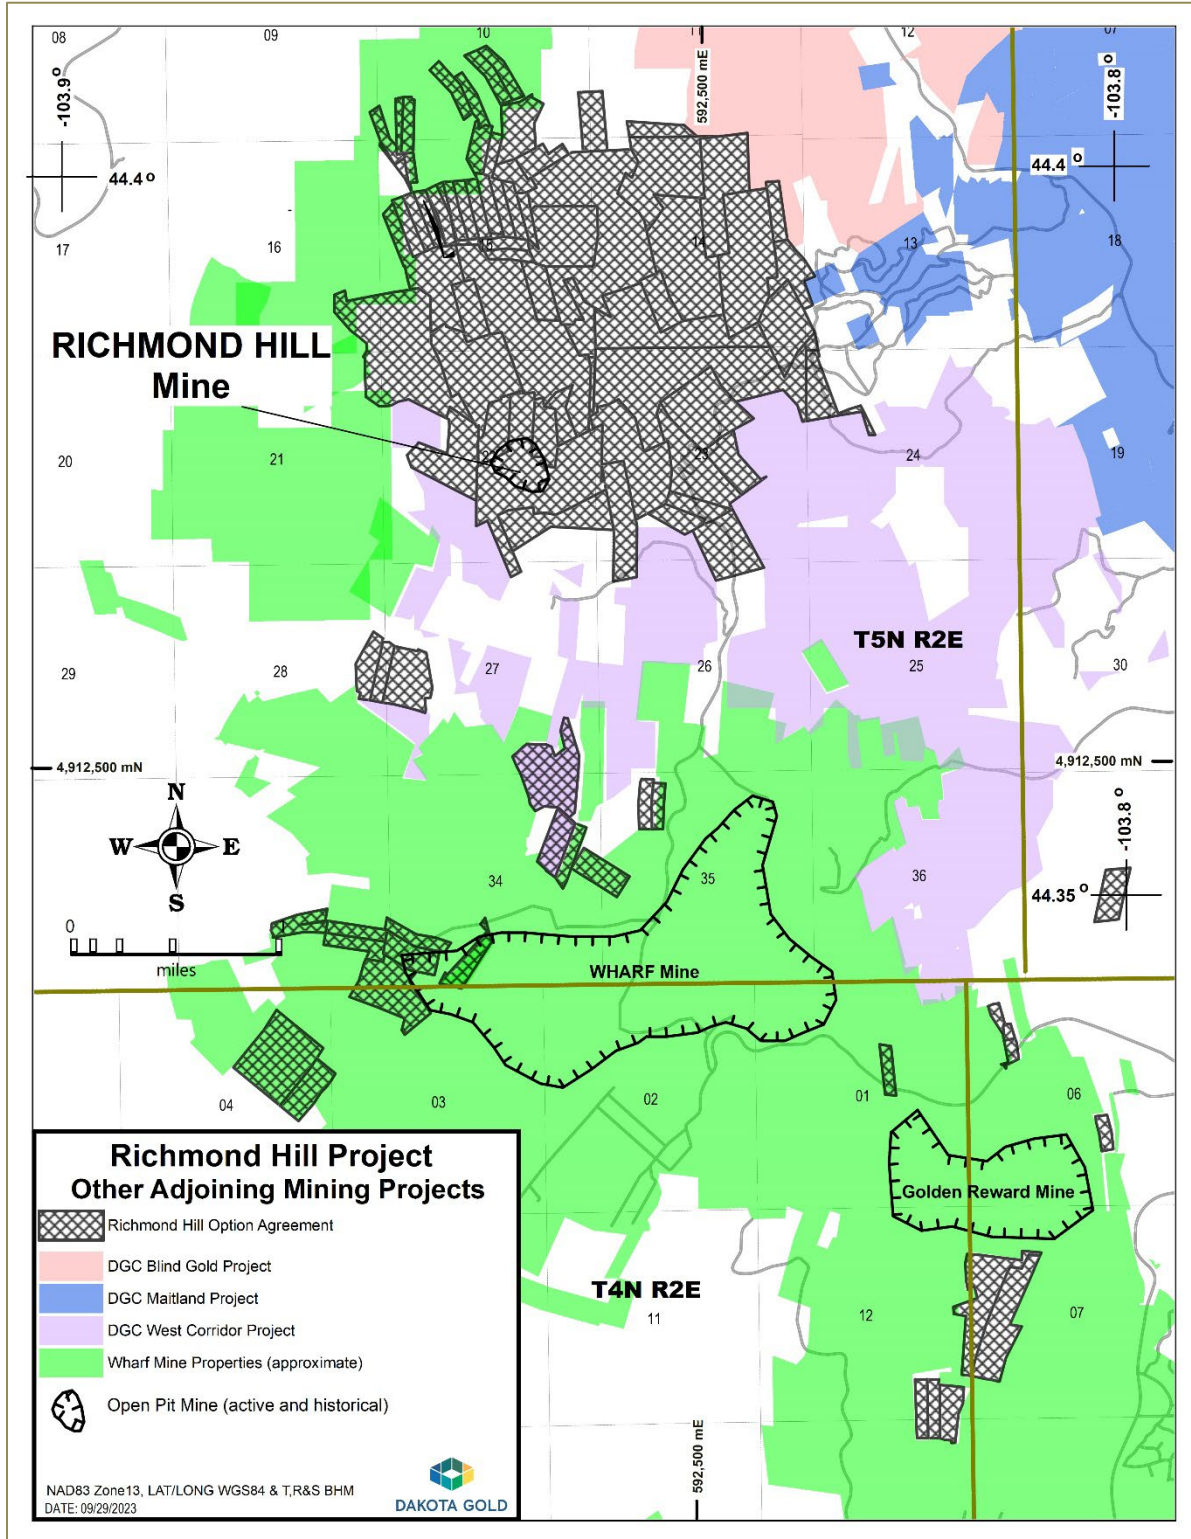 08
09
10
11
12
07
592,500 mE
-103.9°
-103.8°
44.4°
44.4°
17
16
15
14
13
18
RICHMOND HILL
Mine
20
21
22
23
24
19
29
28
27
26
T5N R2E
25
30
4,912,500 mN
4,912,500 mN
N
W E
S
-103.8°
44.35°
34
35
36
0
miles
WHARF Mine
04
03
02
01
06
Golden Reward Mine
T4N R2E
11
12
07
592,500 mE
Richmond Hill Project
Other Adjoining Mining Projects
Richmond Hill Option Agreement
DGC Blind Gold Project
DGC Maitland Project
DGC West Corridor Project
Wharf Mine Properties (approximate)
Open Pit Mine (active and historical)
NAD83 Zone13, LAT/LONG WGS84 & T,R&S BHM
DATE: 09/29/2023
DAKOTA GOLD